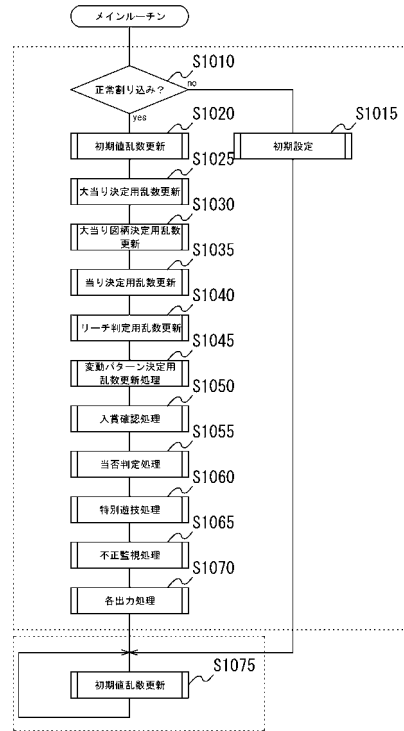 メインルーチン
S1010
正常割り込み?
no
yes
S1020
S1015
初期値乱数更新
初期設定
S1025
大当り決定用乱数更新
S1030
大当り図柄決定用乱数
更新
S1035
当り決定用乱数更新
S1040
リーチ判定用乱数更新
S1045
変動パターン決定用
乱数更新処理
S1050
入賞確認処理
S1055
当否判定処理
S1060
特別遊技処理
S1065
不正監視処理
S1070
各出力処理
S1075
初期値乱数更新